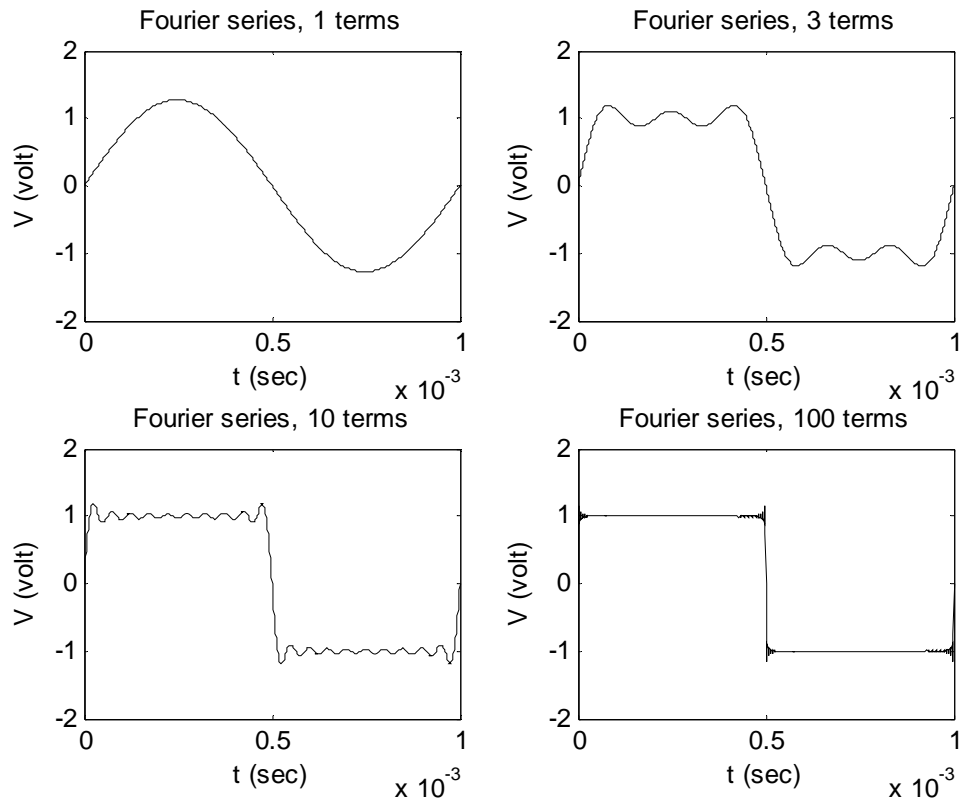 Fourier series, 1 terms
2
1
0
-1
-2
V (volt)
0
0.5
1
t (sec)
x 10-3
Fourier series, 3 terms
2
1
0
-1
-2
V (volt)
0
0.5
1
t (sec)
x 10-3
Fourier series, 10 terms
2
1
0
-1
-2
V (volt)
0
0.5
1
t (sec)
x 10-3
Fourier series, 100 terms
2
1
0
-1
-2
V (volt)
0
0.5
1
t (sec)
x 10-3